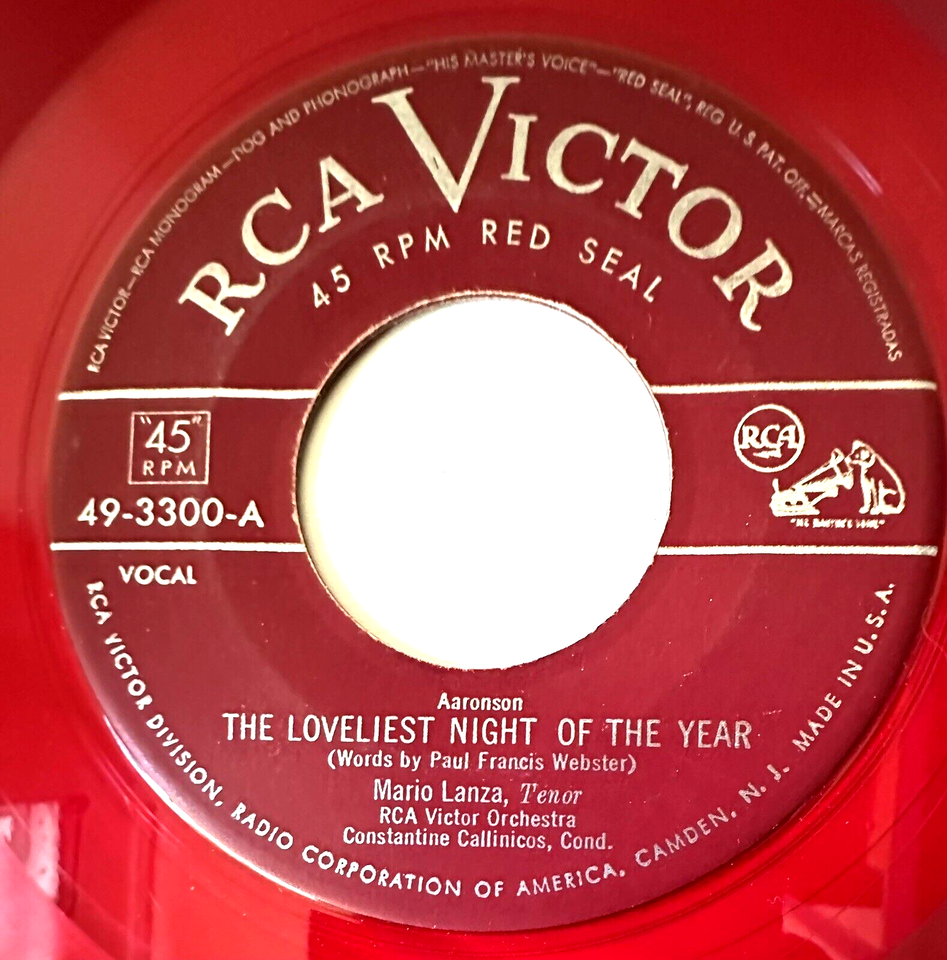 RCA VICTOR—RCA MONOGRAM—DOG AND PHONOGRAPH—"HIS MASTER'S VOICE"—"RED SEAL", REG U.S. PAT. OFF.—MARCAS REGISTRADAS
RCA VICTOR
45 RPM RED SEAL
"45"
RPM
49-3300-A
RCA
"HIS MASTER'S VOICE"
VOCAL
Aaronson
THE LOVELIEST NIGHT OF THE YEAR
(Words by Paul Francis Webster)
Mario Lanza, Tenor
RCA Victor Orchestra
Constantine Callinicos, Cond.
RCA VICTOR DIVISION, RADIO CORPORATION OF AMERICA, CAMDEN, N. J. MADE IN U. S. A.